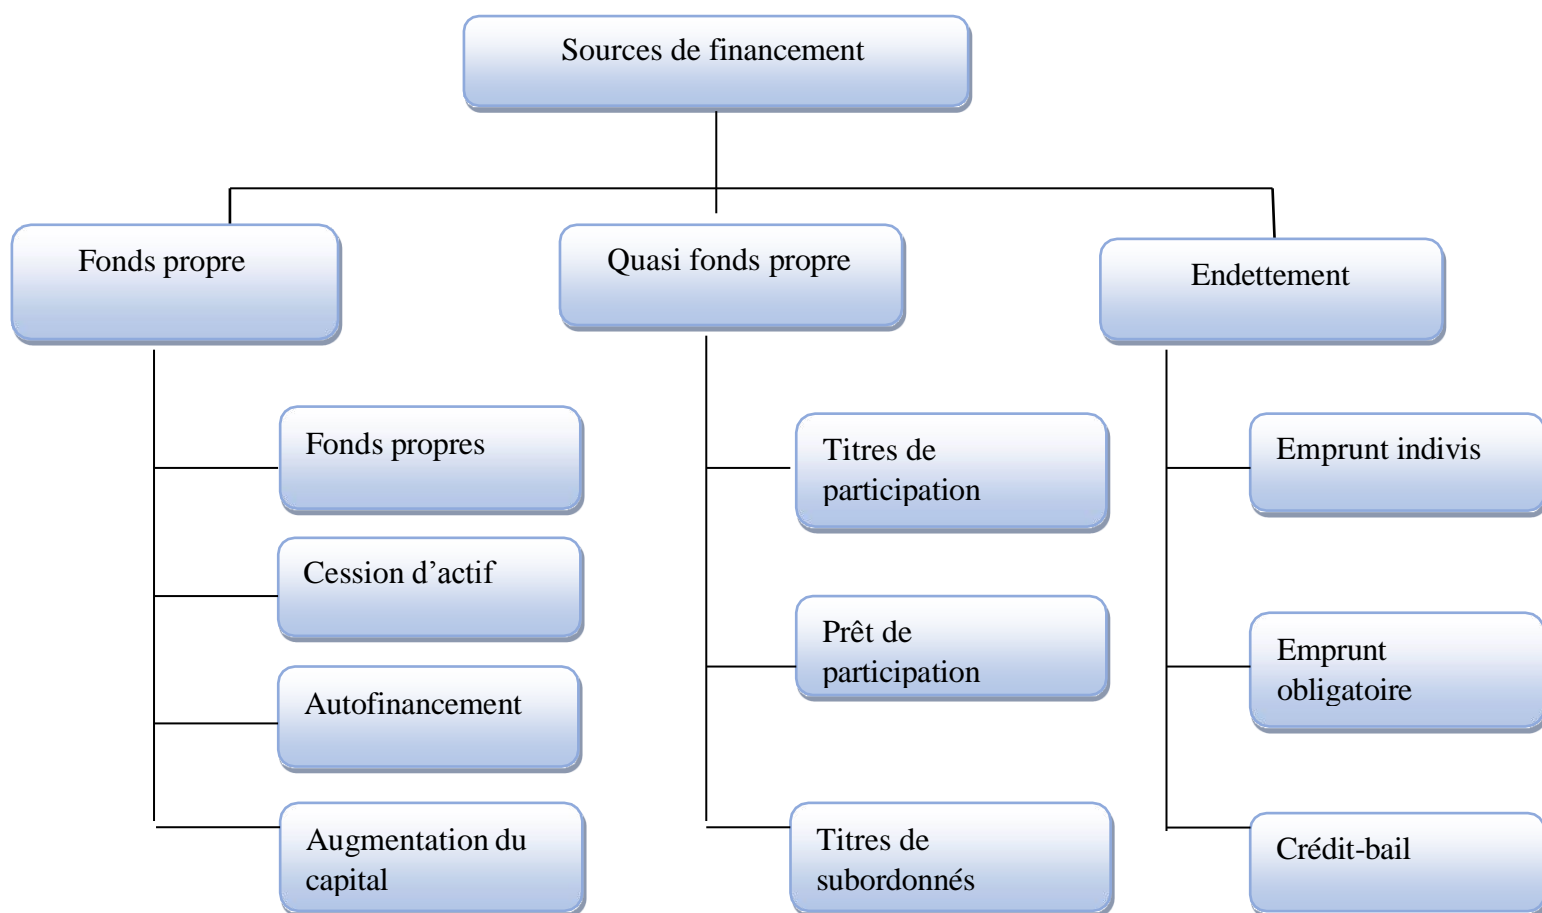 Sources de financement
Fonds propre
Quasi fonds propre
Endettement
Fonds propres
Cession d’actif
Autofinancement
Augmentation du
capital
Titres de
participation
Prêt de
participation
Titres de
subordonnés
Emprunt indivis
Emprunt
obligatoire
Crédit-bail